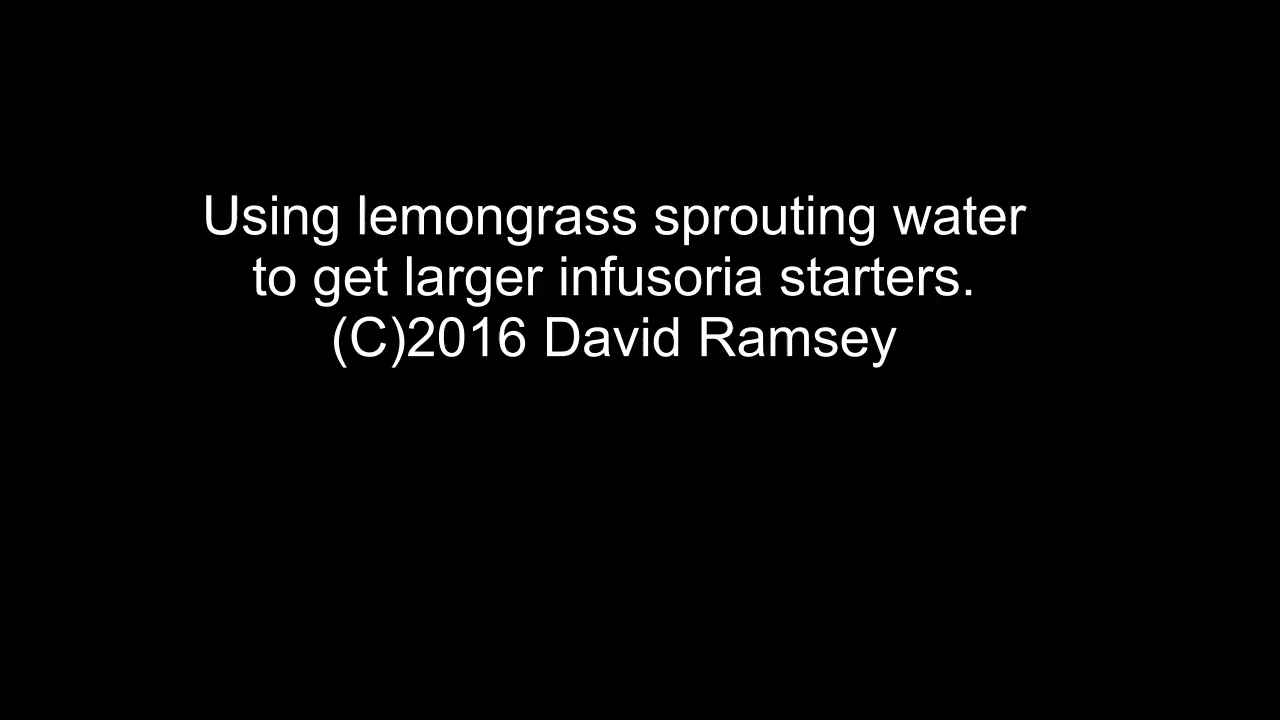 Using lemongrass sprouting water
to get larger infusoria starters.
(C)2016 David Ramsey